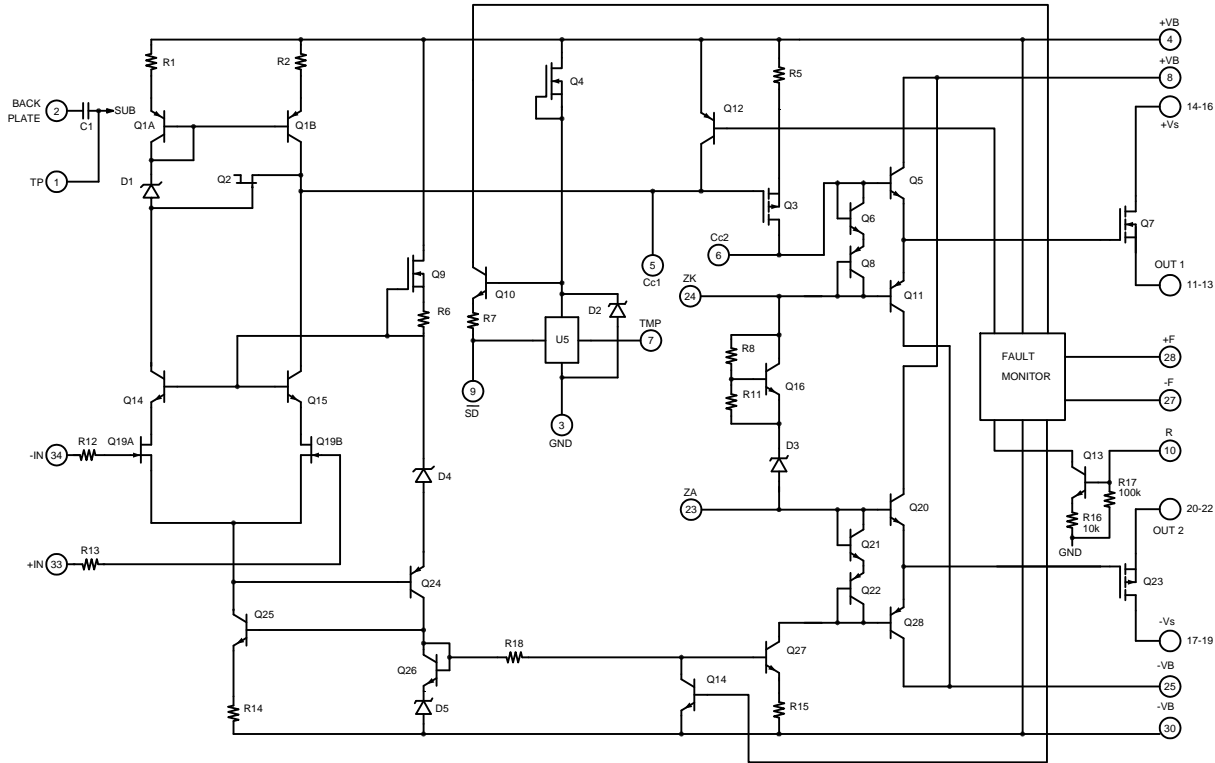 +VB
4
+VB
8
R1
R2
R5
Q4
BACK
PLATE
2
C1
SUB
Q1A
Q1B
Q12
14-16
+Vs
TP
1
D1
Q2
Q3
Q5
Q6
Q7
Cc2
6
Q8
5
Cc1
OUT 1
11-13
Q9
Q10
ZK
24
Q11
R6
R7
D2
TMP
U5
7
R8
FAULT
MONITOR
+F
28
Q14
Q15
9
SD
3
GND
R11
Q16
-F
27
-IN
34
R12
Q19A
Q19B
D3
R
10
Q13
D4
R17
100k
ZA
23
Q20
R16
10k
GND
20-22
OUT 2
+IN
33
R13
Q21
Q24
Q22
Q23
Q25
Q28
-Vs
17-19
R18
Q27
Q26
Q14
-VB
25
R14
D5
R15
-VB
30